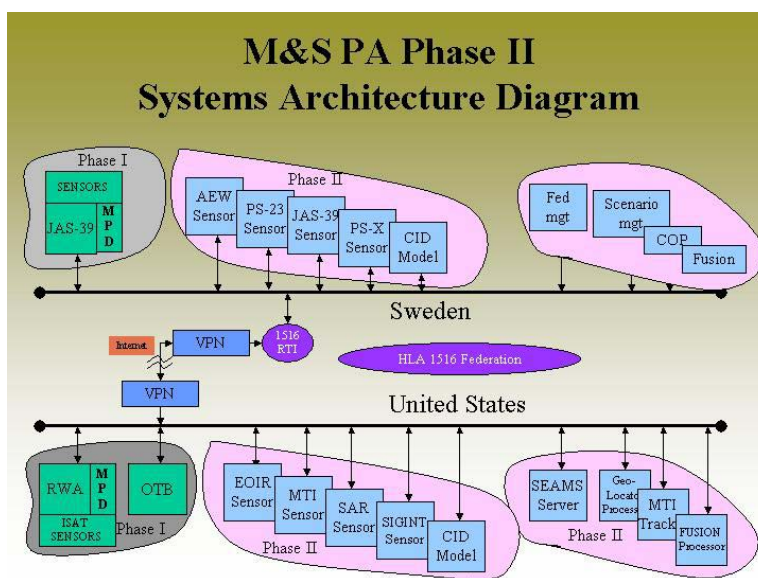 M&S PA Phase II
Systems Architecture Diagram
Phase I
SENSORS
JAS-39
M
P
D
Phase II
AEW
Sensor
PS-23
Sensor
JAS-39
Sensor
PS-X
Sensor
CID
Model
Fed
mgt
Scenario
mgt
COP
Fusion
Sweden
Internet
VPN
1516
RTI
HLA 1516 Federation
VPN
United States
RWA
M
P
D
ISAT
SENSORS
OTB
Phase I
EOIR
Sensor
MTI
Sensor
SAR
Sensor
SIGINT
Sensor
CID
Model
Phase II
SEAMS
Server
Geo-
Locato
Process
MTI
Track
FUSION
Processor
Phase II